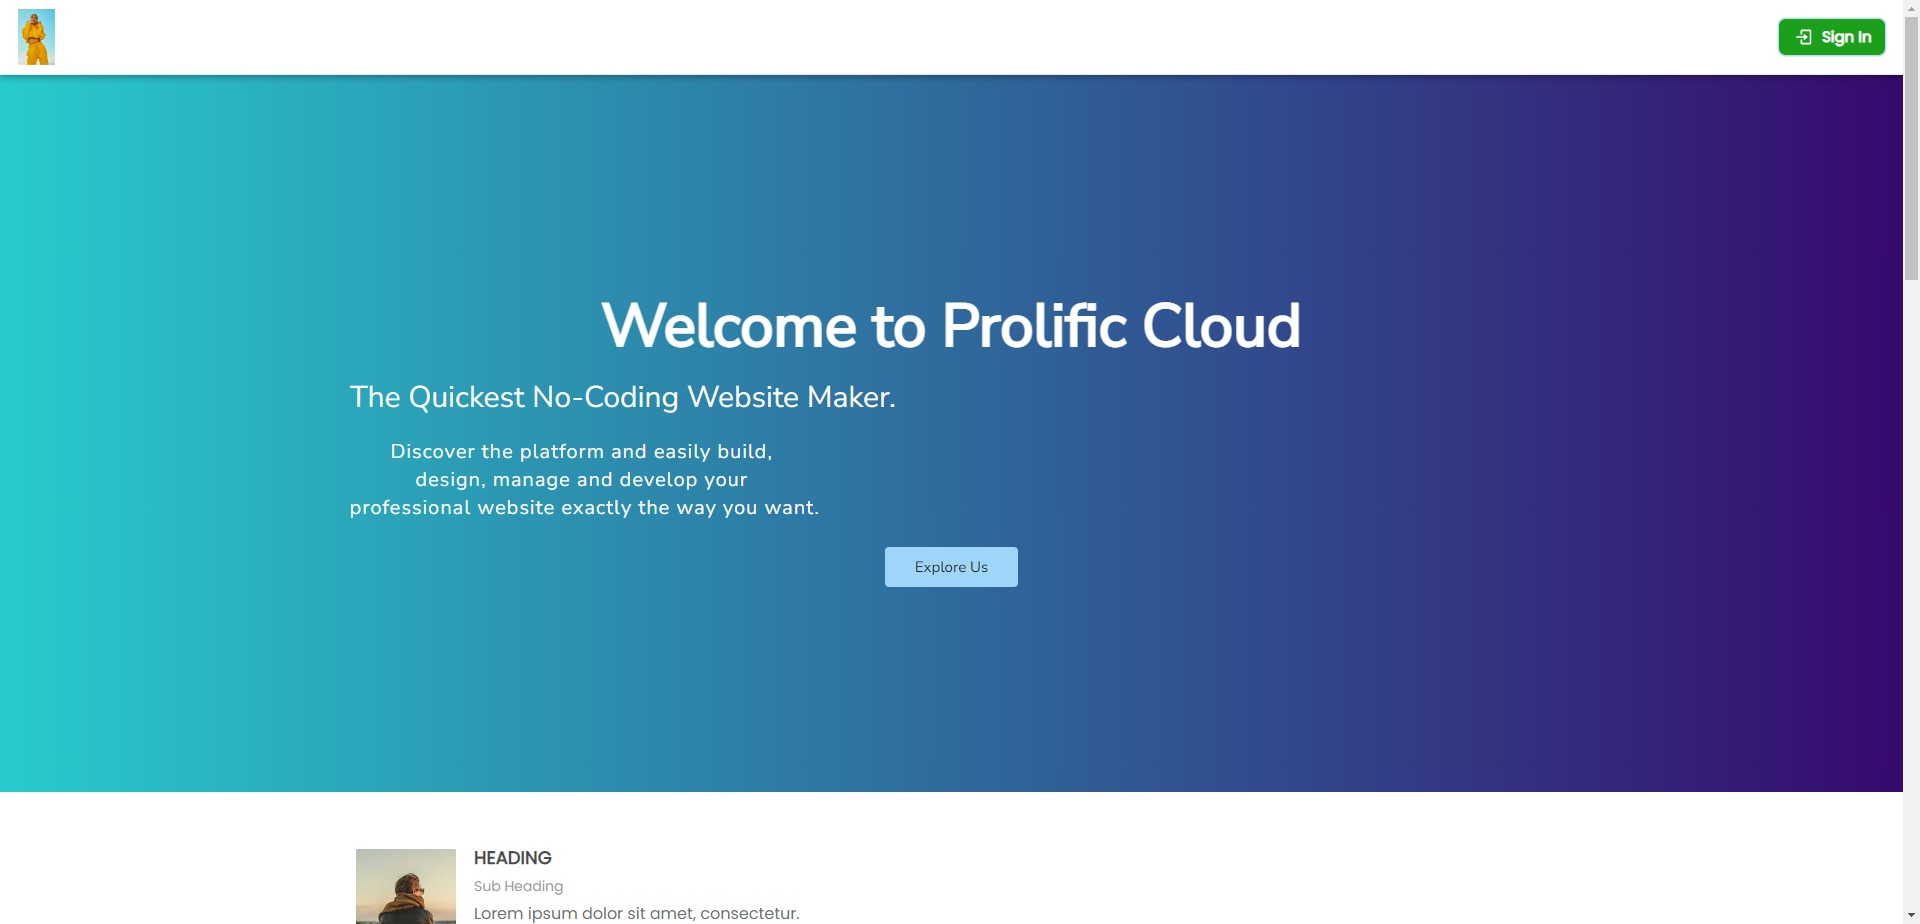 Sign In
Welcome to Prolific Cloud
The Quickest No-Coding Website Maker.
Discover the platform and easily build,
design, manage and develop your
professional website exactly the way you want.
Explore Us
HEADING
Sub Heading
Lorem ipsum dolor sit amet, consectetur.